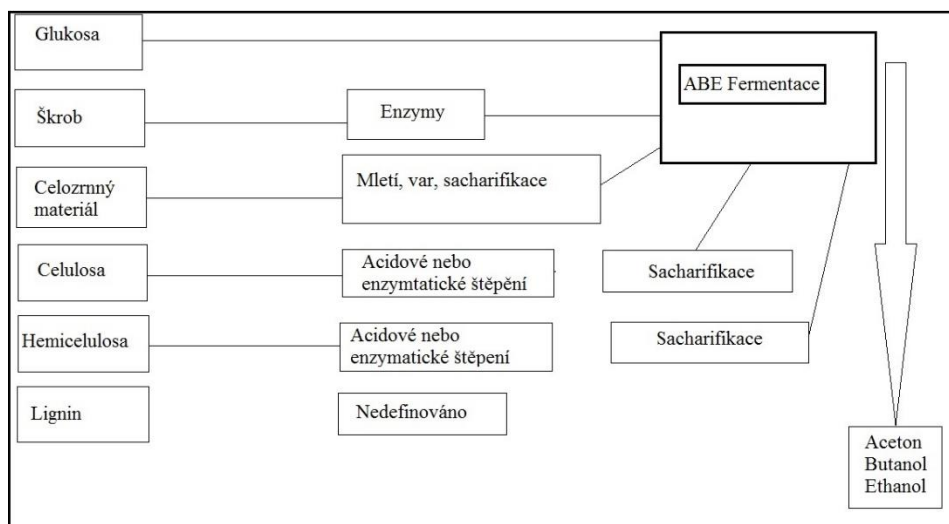 Glukosa
ABE Fermentace
Škrob
Enzymy
Celozrnný
materiál
Mletí, var, sacharifikace
Celulosa
Acidové nebo
enzymtatické štěpění
Sacharifikace
Hemicelulosa
Acidové nebo
enzymatické štěpení
Sacharifikace
Lignin
Nedefinováno
Aceton
Butanol
Ethanol